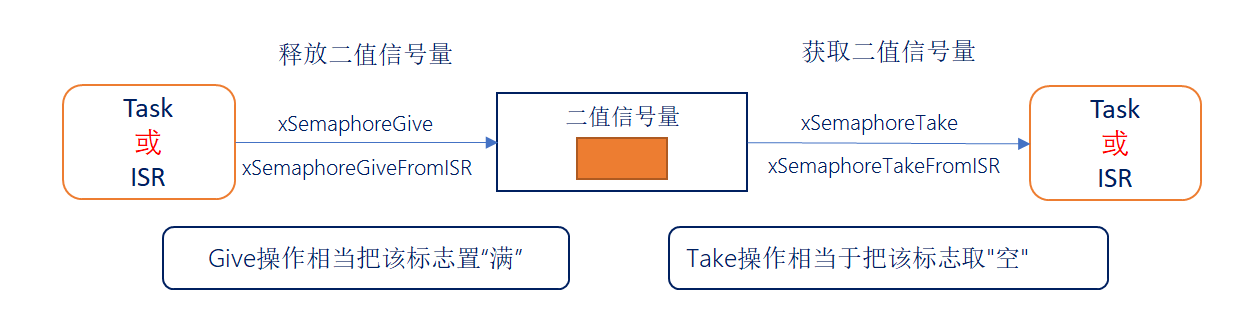 释放二值信号量
获取二值信号量
Task
或
ISR
xSemaphoreGive
xSemaphoreGiveFromISR
二值信号量
xSemaphoreTake
xSemaphoreTakeFromISR
Task
或
ISR
Give操作相当把该标志置“满”
Take操作相当于把该标志取"空"